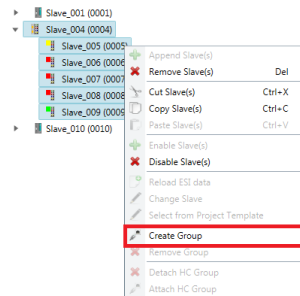 Slave_001 (0001)
Slave_004 (0004)
Slave_005 (0005)
Slave_006 (0006
Slave_007 (0007
Slave_008 (0008
Slave_009 (0009
Slave_010 (0010)
Append Slave(s)
Remove Slave(s) Del
Cut Slave(s) Ctrl+X
Copy Slave(s) Ctrl+C
Paste Slave(s) Ctrl+V
Enable Slave(s)
Disable Slave(s)
Reload ESI data
Change Slave
Select from Project Template
Create Group
Remove Group
Detach HC Group
Attach HC Group